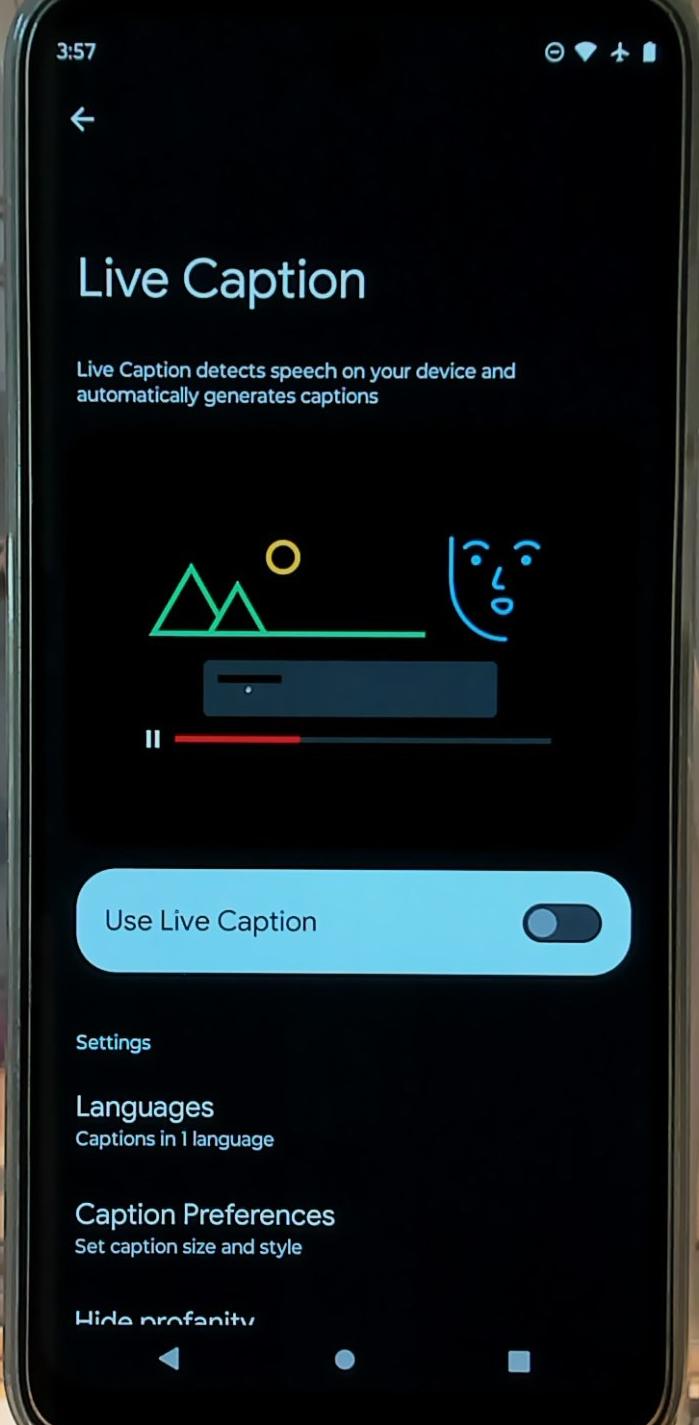 3:57
Live Caption
Live Caption detects speech on your device and
automatically generates captions
Use Live Caption
Settings
Languages
Captions in 1 language
Caption Preferences
Set caption size and style
Hide profanity